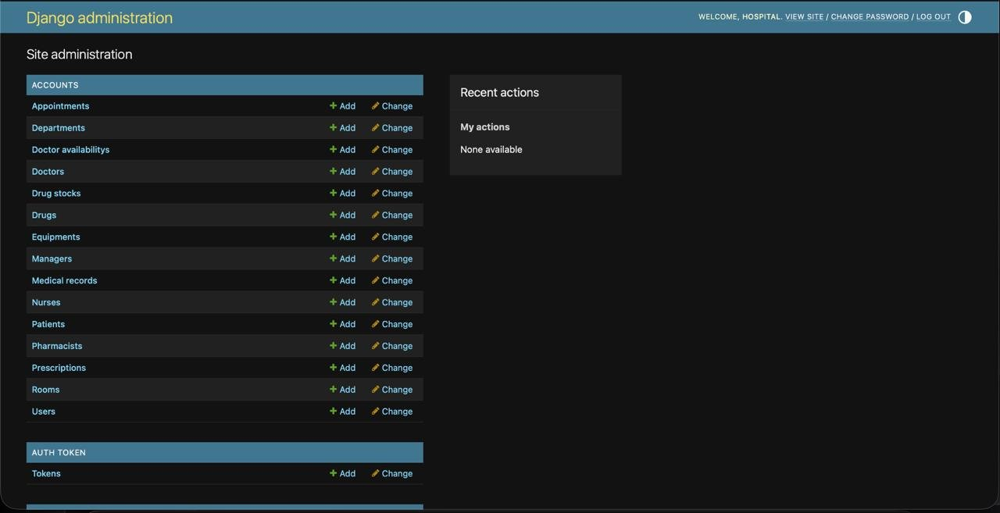 Django administration
WELCOME, HOSPITAL. VIEW SITE / CHANGE PASSWORD / LOG OUT
Site administration
ACCOUNTS
Appointments Add Change
Departments Add Change
Doctor availabilitys Add Change
Doctors Add Change
Drug stocks Add Change
Drugs Add Change
Equipments Add Change
Managers Add Change
Medical records Add Change
Nurses Add Change
Patients Add Change
Pharmacists Add Change
Prescriptions Add Change
Rooms Add Change
Users Add Change
AUTH TOKEN
Tokens Add Change
Recent actions
My actions
None available